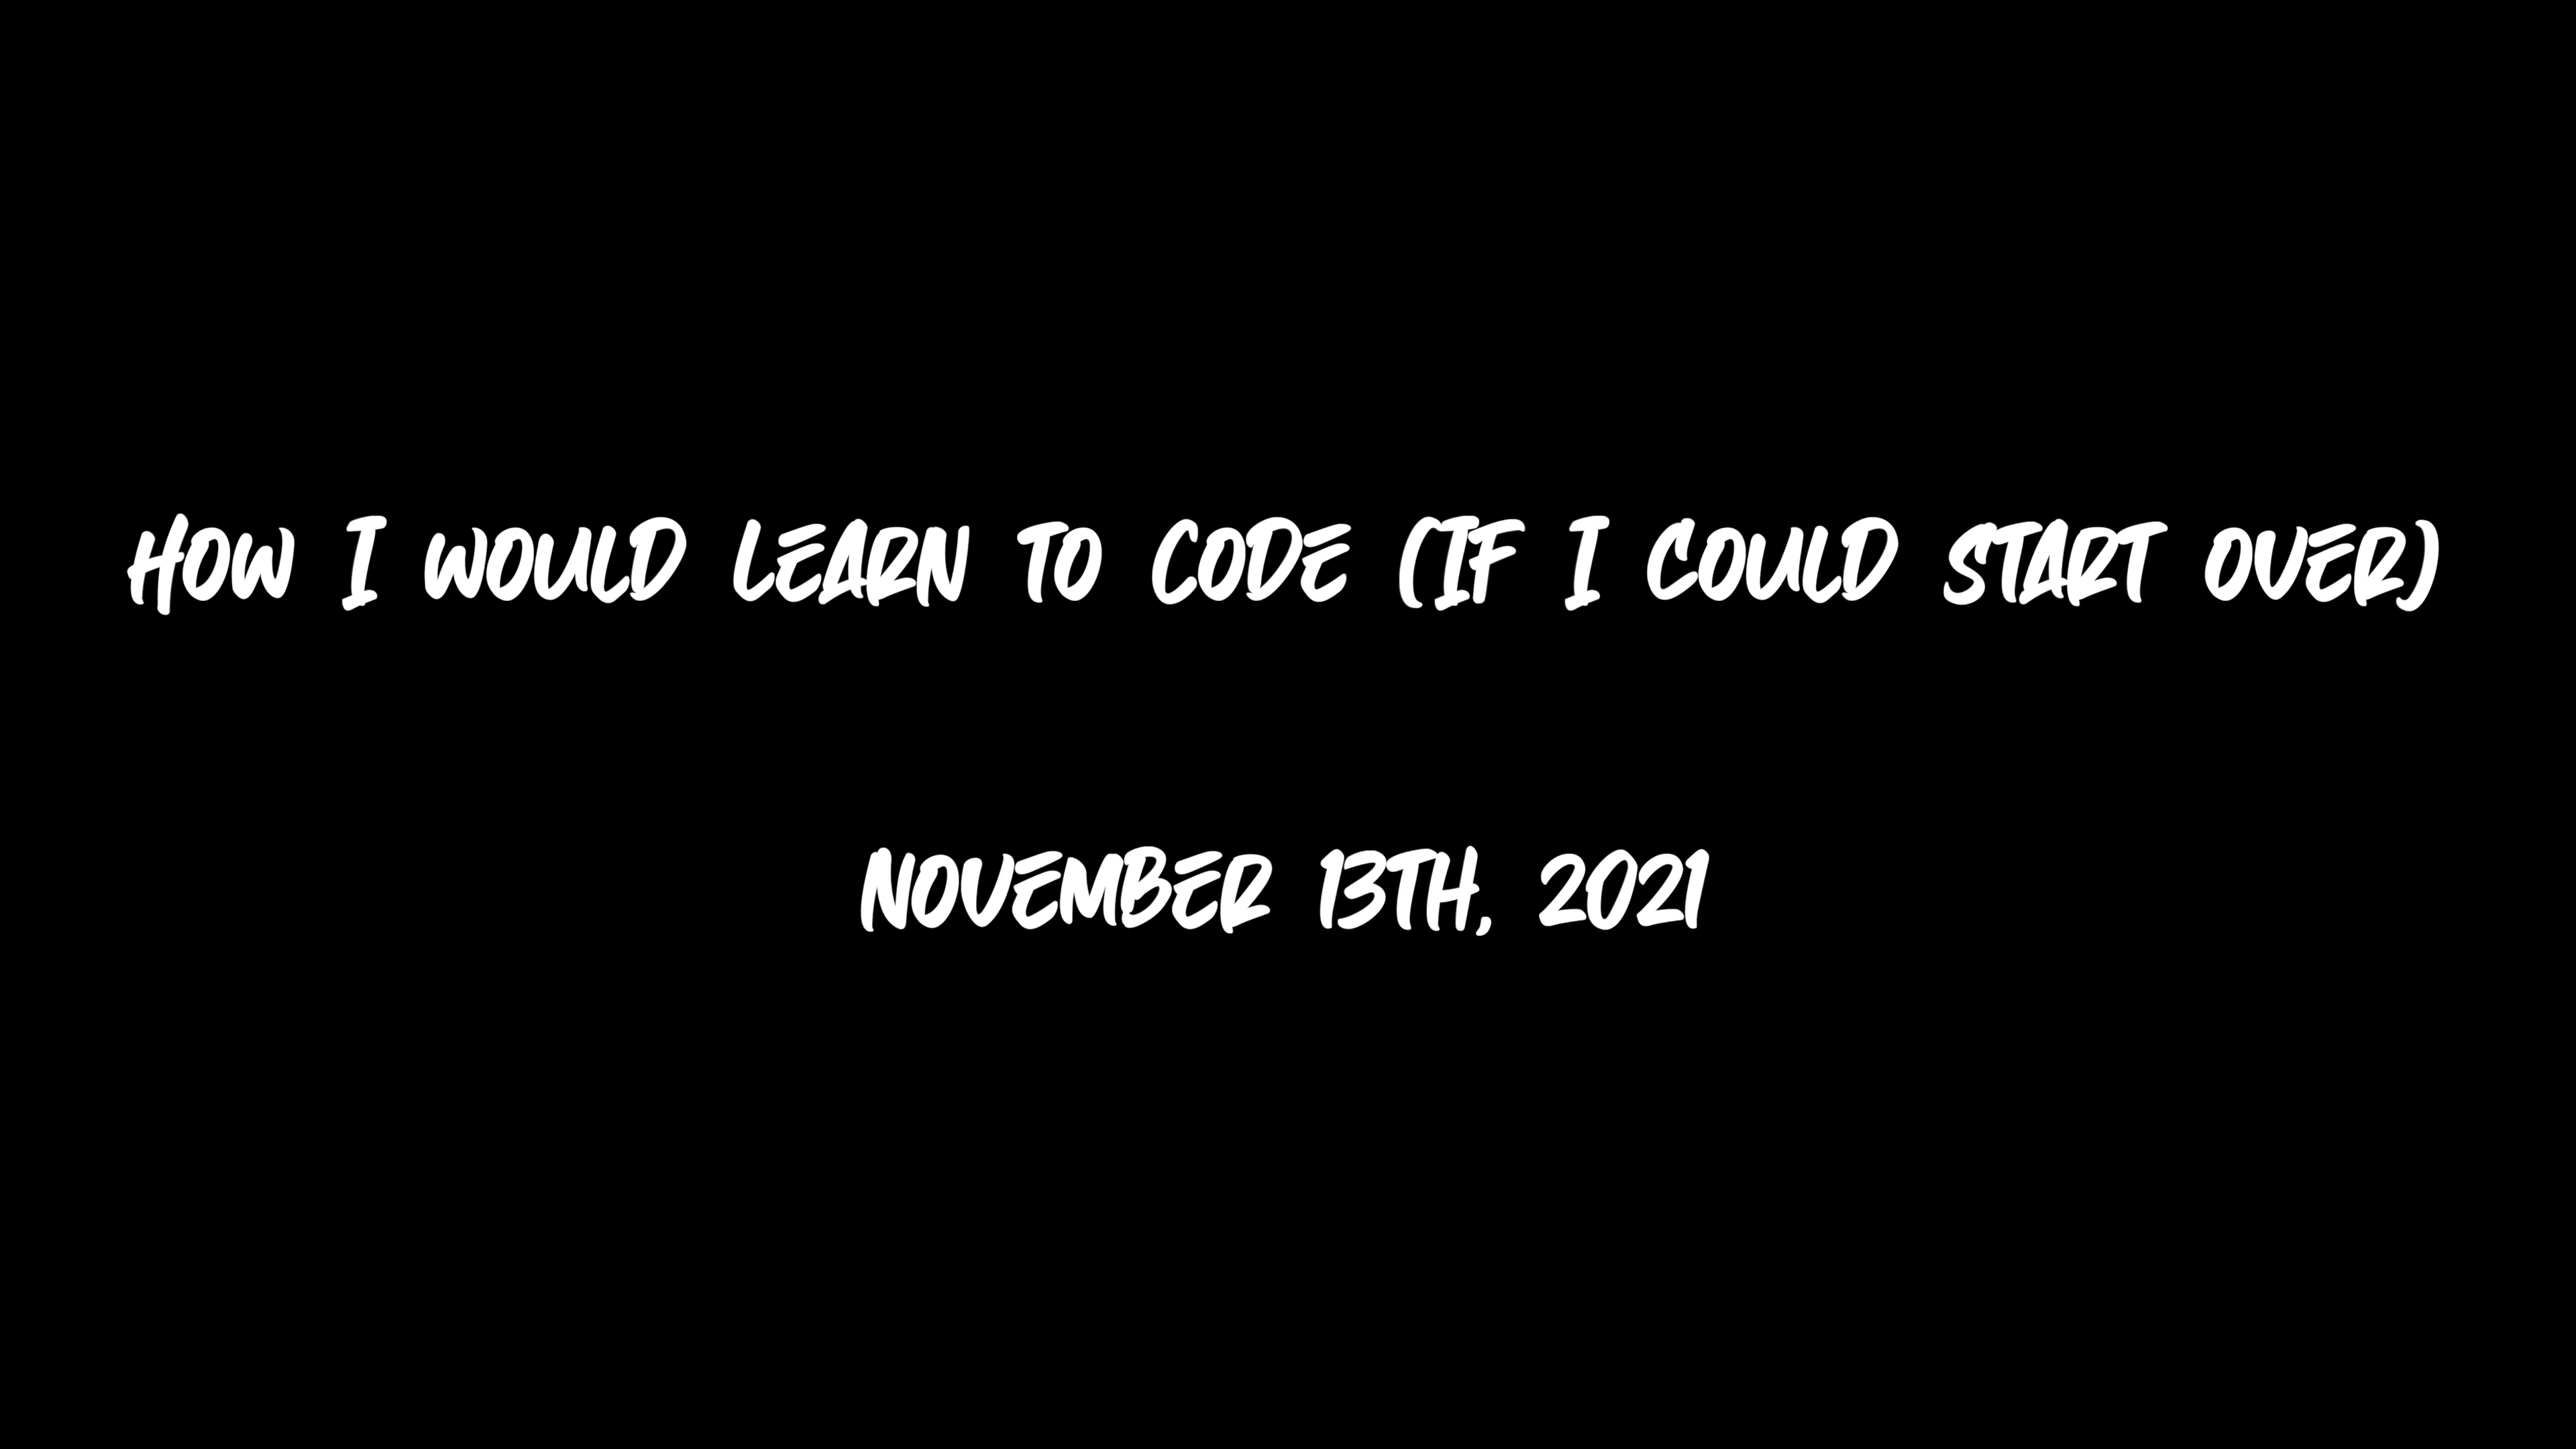 HOW I WOULD LEARN TO CODE (IF I COULD START OVER)
NOVEMBER 13TH, 2021